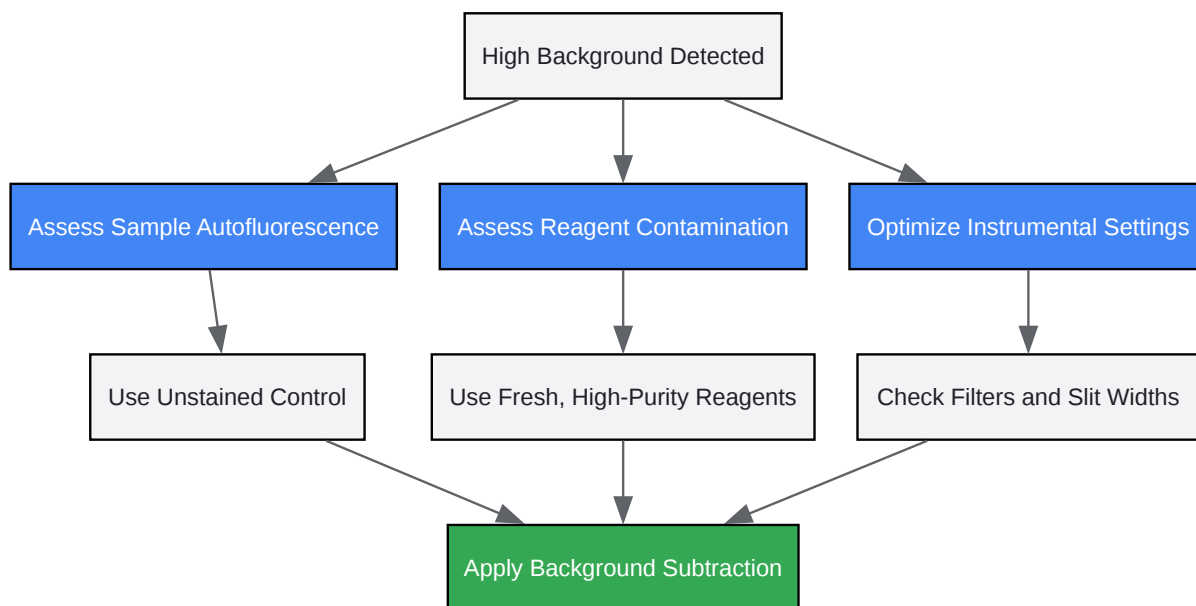 High Background Detected
Assess Sample Autofluorescence
Assess Reagent Contamination
Optimize Instrumental Settings
Use Unstained Control
Use Fresh, High-Purity Reagents
Check Filters and Slit Widths
Apply Background Subtraction